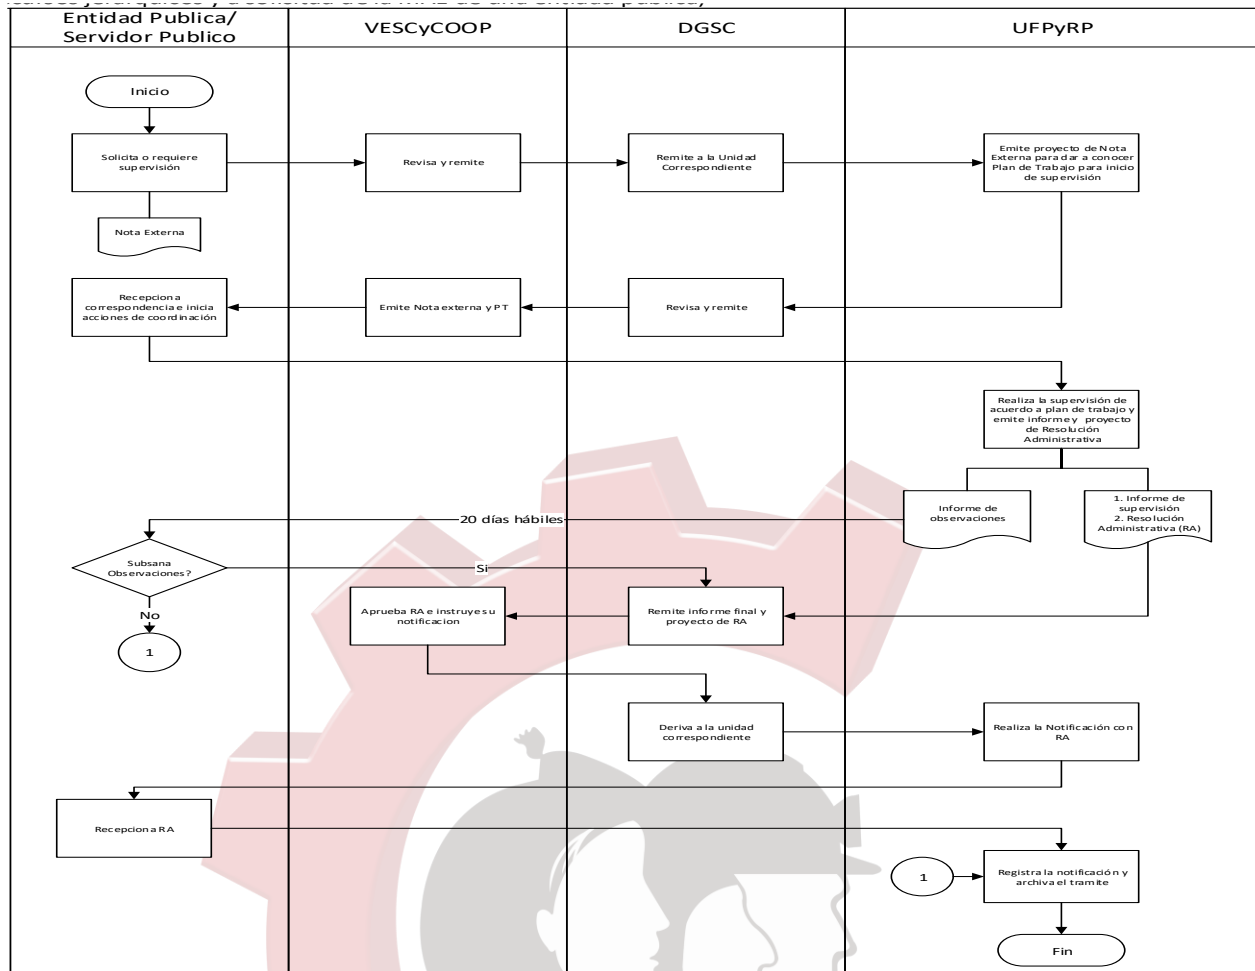 Entidad Publica/
Servidor Publico
VESCyCOOP
DGSC
UFPyRP
Inicio
Solicita o requiere
supervisión
Revisa y remite
Remite a la Unidad
Correspondiente
Emite proyecto de Nota
Externa para dar a conocer
Plan de Trabajo para inicio
de supervisión
Nota Externa
Recepciona
correspondencia e inicia
acciones de coordinación
Emite Nota externa y PT
Revisa y remite
Realiza la supervisión de
acuerdo a plan de trabajo y
emite informe y proyecto
de Resolución
Administrativa
Informe de
observaciones
1. Informe de
supervisión
2. Resolución
Administrativa (RA)
20 días hábiles
Subsana
Observaciones?
Si
No
1
Aprueba RA e instruye su
notificacion
Remite informe final y
proyecto de RA
Deriva a la unidad
correspondiente
Realiza la Notificación con
RA
Recepciona RA
1
Registra la notificación y
archiva el tramite
Fin